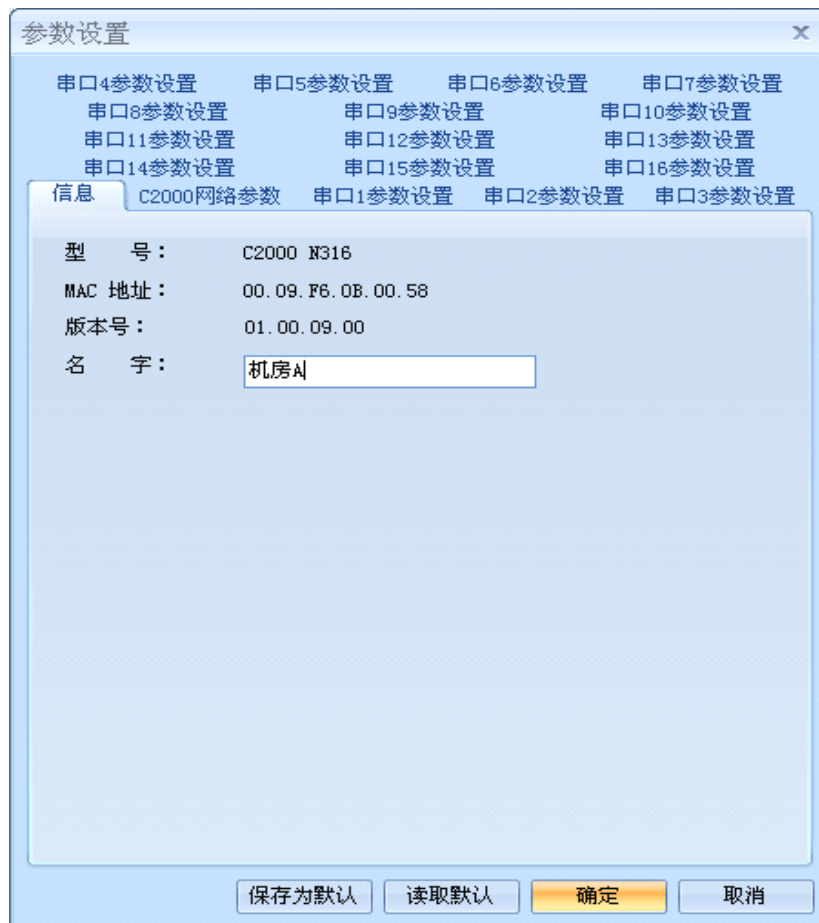 参数设置
串口4参数设置 串口5参数设置 串口6参数设置 串口7参数设置
串口8参数设置 串口9参数设置 串口10参数设置
串口11参数设置 串口12参数设置 串口13参数设置
串口14参数设置 串口15参数设置 串口16参数设置
信息 C2000网络参数 串口1参数设置 串口2参数设置 串口3参数设置
型 号： C2000 N316
MAC 地址： 00.09.F6.0B.00.58
版本号： 01.00.09.00
名 字： 机房A
保存为默认 读取默认 确定 取消